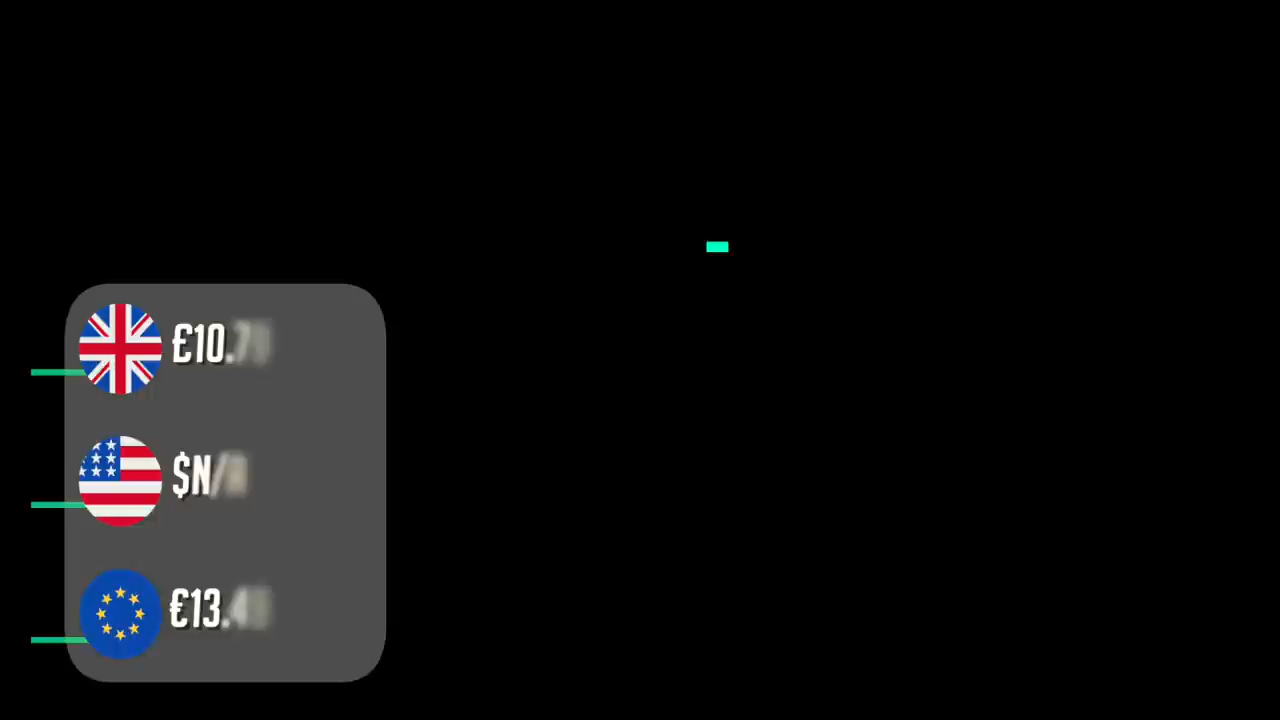 £10.
$N/
€13.